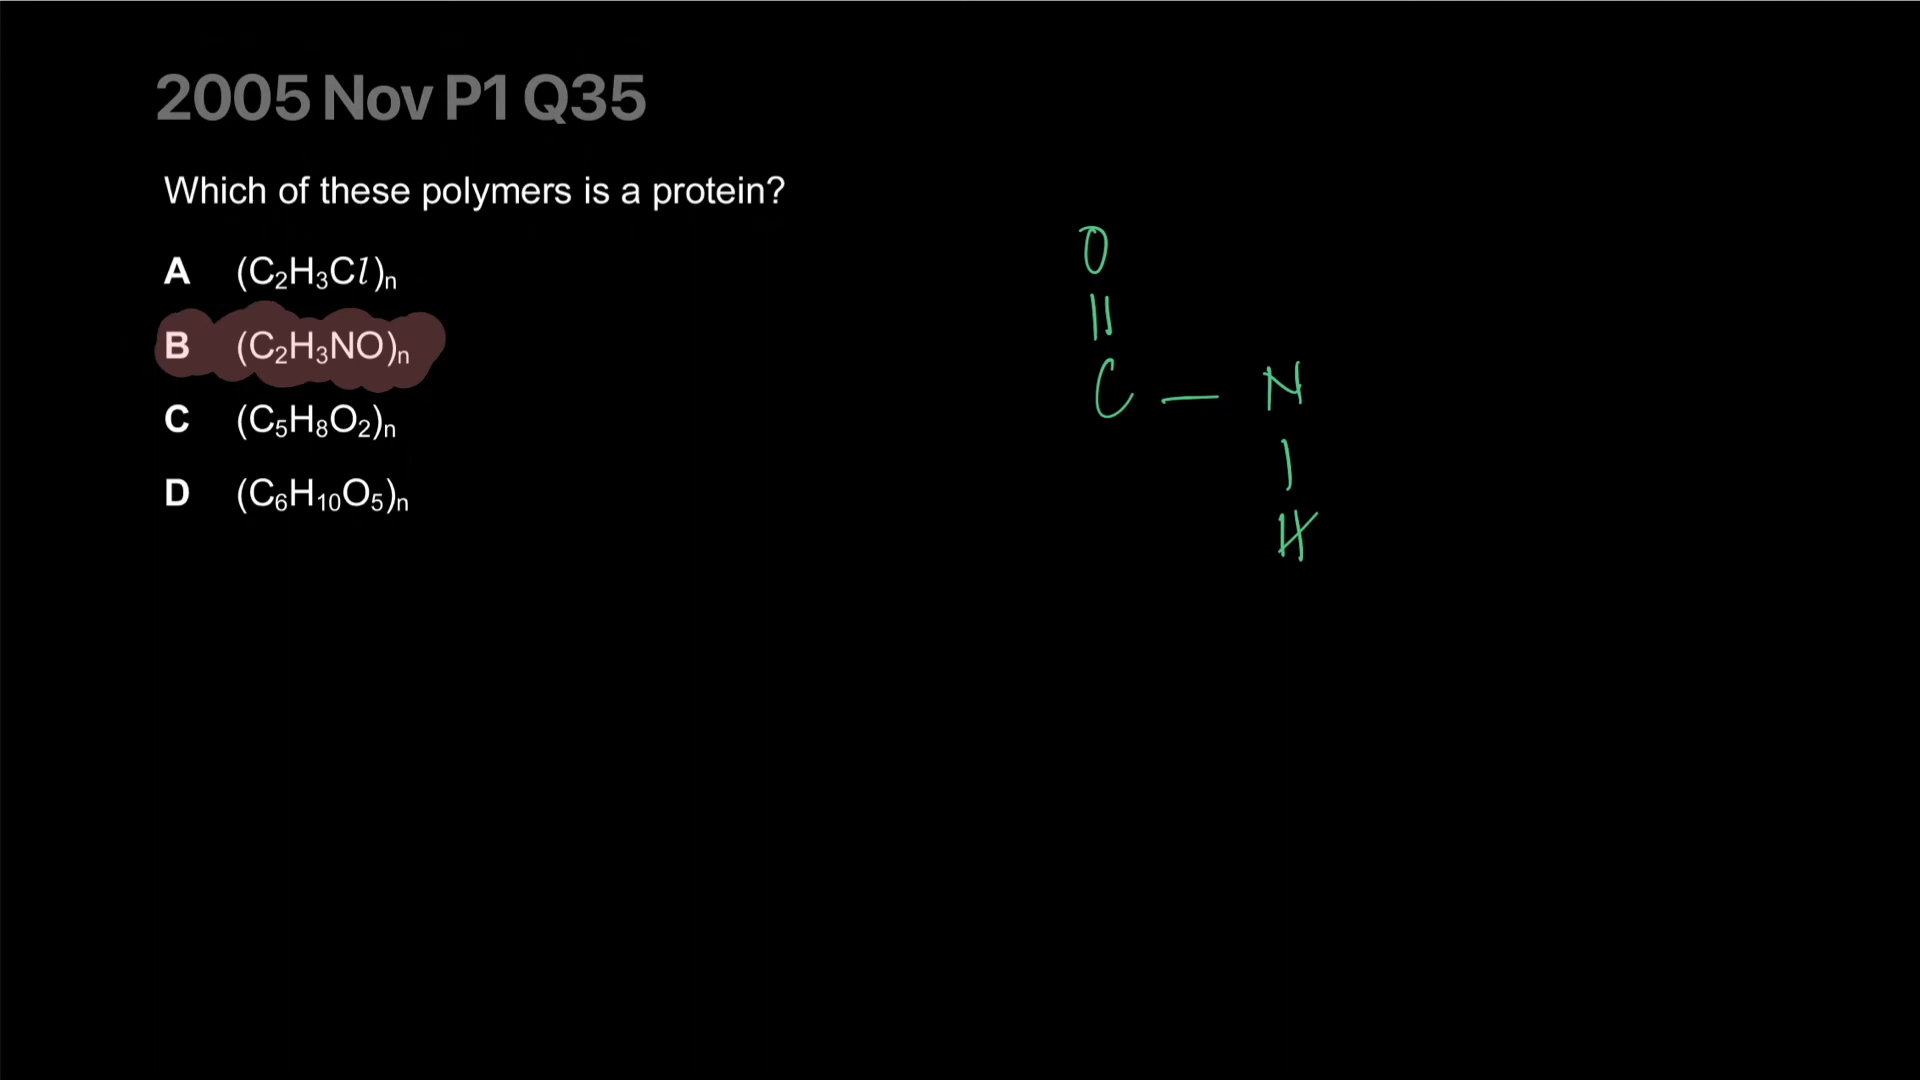 2005 Nov P1 Q35
Which of these polymers is a protein?
A (C₂H₃Cl)ₙ
B (C₂H₃NO)ₙ
C (C₅H₈O₂)ₙ
D (C₆H₁₀O₅)ₙ
O
||
C — N
|
H